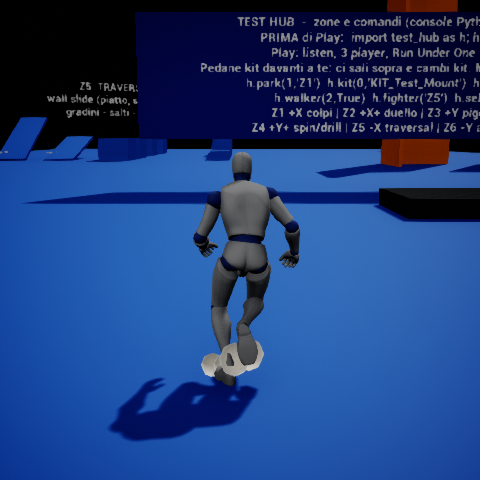 TEST HUB - zone e comandi (console Pyth
PRIMA di Play: import test_hub as h; h
Play: listen, 3 player, Run Under One
Pedane kit davanti a te: ci sali sopra e cambi kit. M
h.park(1,'Z1') h.kit(0,'KIT_Test_Mount') h
h.walker(2,True) h.fighter('Z5') h.se
Z1 +X colpi | Z2 +X+ duello | Z3 +Y pig
Z4 +Y+ spin/drill | Z5 -X traversal | Z6 -Y a
Z5 TRAVERS
wall slide (piatto, s
gradini - salti -